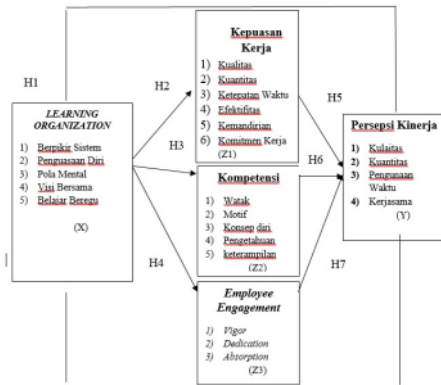 H1
LEARNING
ORGANIZATION
1) Berpikir Sistem
2) Penguasaan Diri
3) Pola Mental
4) Visi Bersama
5) Belajar Beregu
(X)
H2
H3
H4
Kepuasan
Kerja
1) Kualitas
2) Kuantitas
3) Ketepatan Waktu
4) Efektifitas
5) Kemandirian
6) Komitmen Kerja
(Z1)
Kompetensi
1) Watak
2) Motif
3) Konsep diri
4) Pengetahuan
5) keterampilan
(Z2)
Employee
Engagement
1) Vigor
2) Dedication
3) Absorption
(Z3)
H5
H6
H7
Persepsi Kinerja
1) Kulaitas
2) Kuantitas
3) Pengunaan
Waktu
4) Kerjasama
(Y)